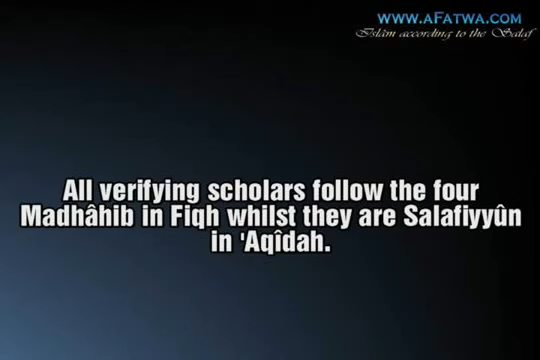 WWW.AFATWA.COM
Islâm according to the Salaf
All verifying scholars follow the four
Madhâhib in Fiqh whilst they are Salafiyyûn
in 'Aqîdah.